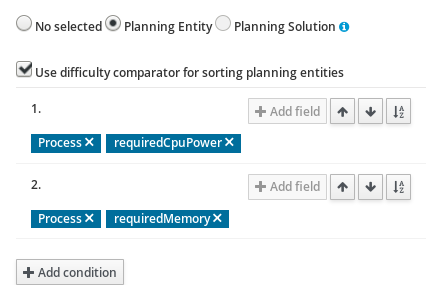 No selected Planning Entity Planning Solution
Use difficulty comparator for sorting planning entities
1. Add field
Process requiredCpuPower
2. Add field
Process requiredMemory
Add condition